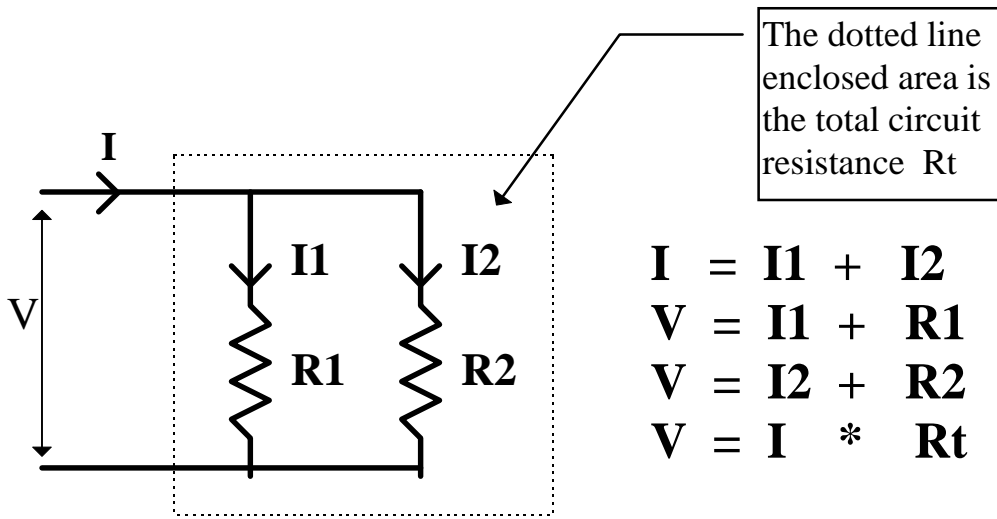 The dotted line
enclosed area is
the total circuit
resistance Rt
I
I1
I2
V
R1
R2
I = I1 + I2
V = I1 + R1
V = I2 + R2
V = I * Rt